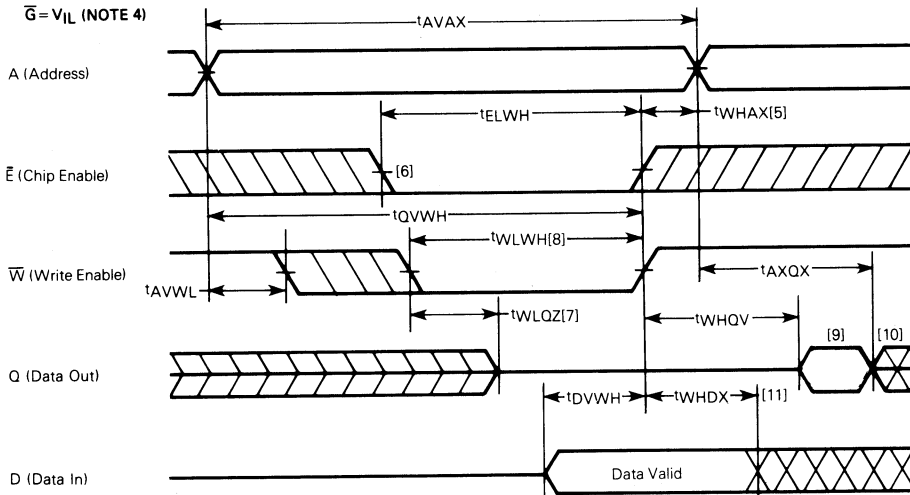 G̅ = VIL (NOTE 4)
tAVAX
A (Address)
tELWH
tWHAX[5]
E̅ (Chip Enable)
[6]
tQVWH
tWLWH[8]
W̅ (Write Enable)
tAVWL
tAXQX
tWLQZ[7]
tWHQV
[9]
[10]
Q (Data Out)
tDVWH
tWHDX
[11]
D (Data In)
Data Valid